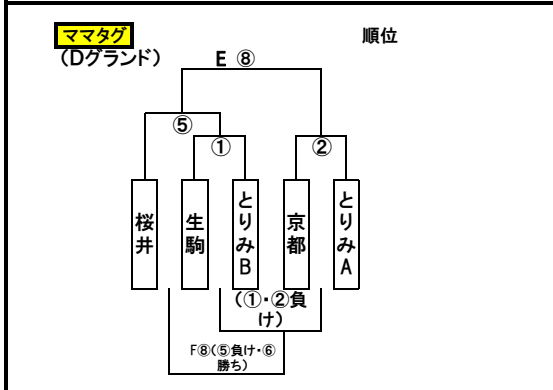 ママタグ
順位
(Dグランド)
E ⑧
⑤
①
②
桜井
生駒
とりみB
京都
とりみA
(①・②負
け)
F⑧(⑤負け・⑥
勝ち)